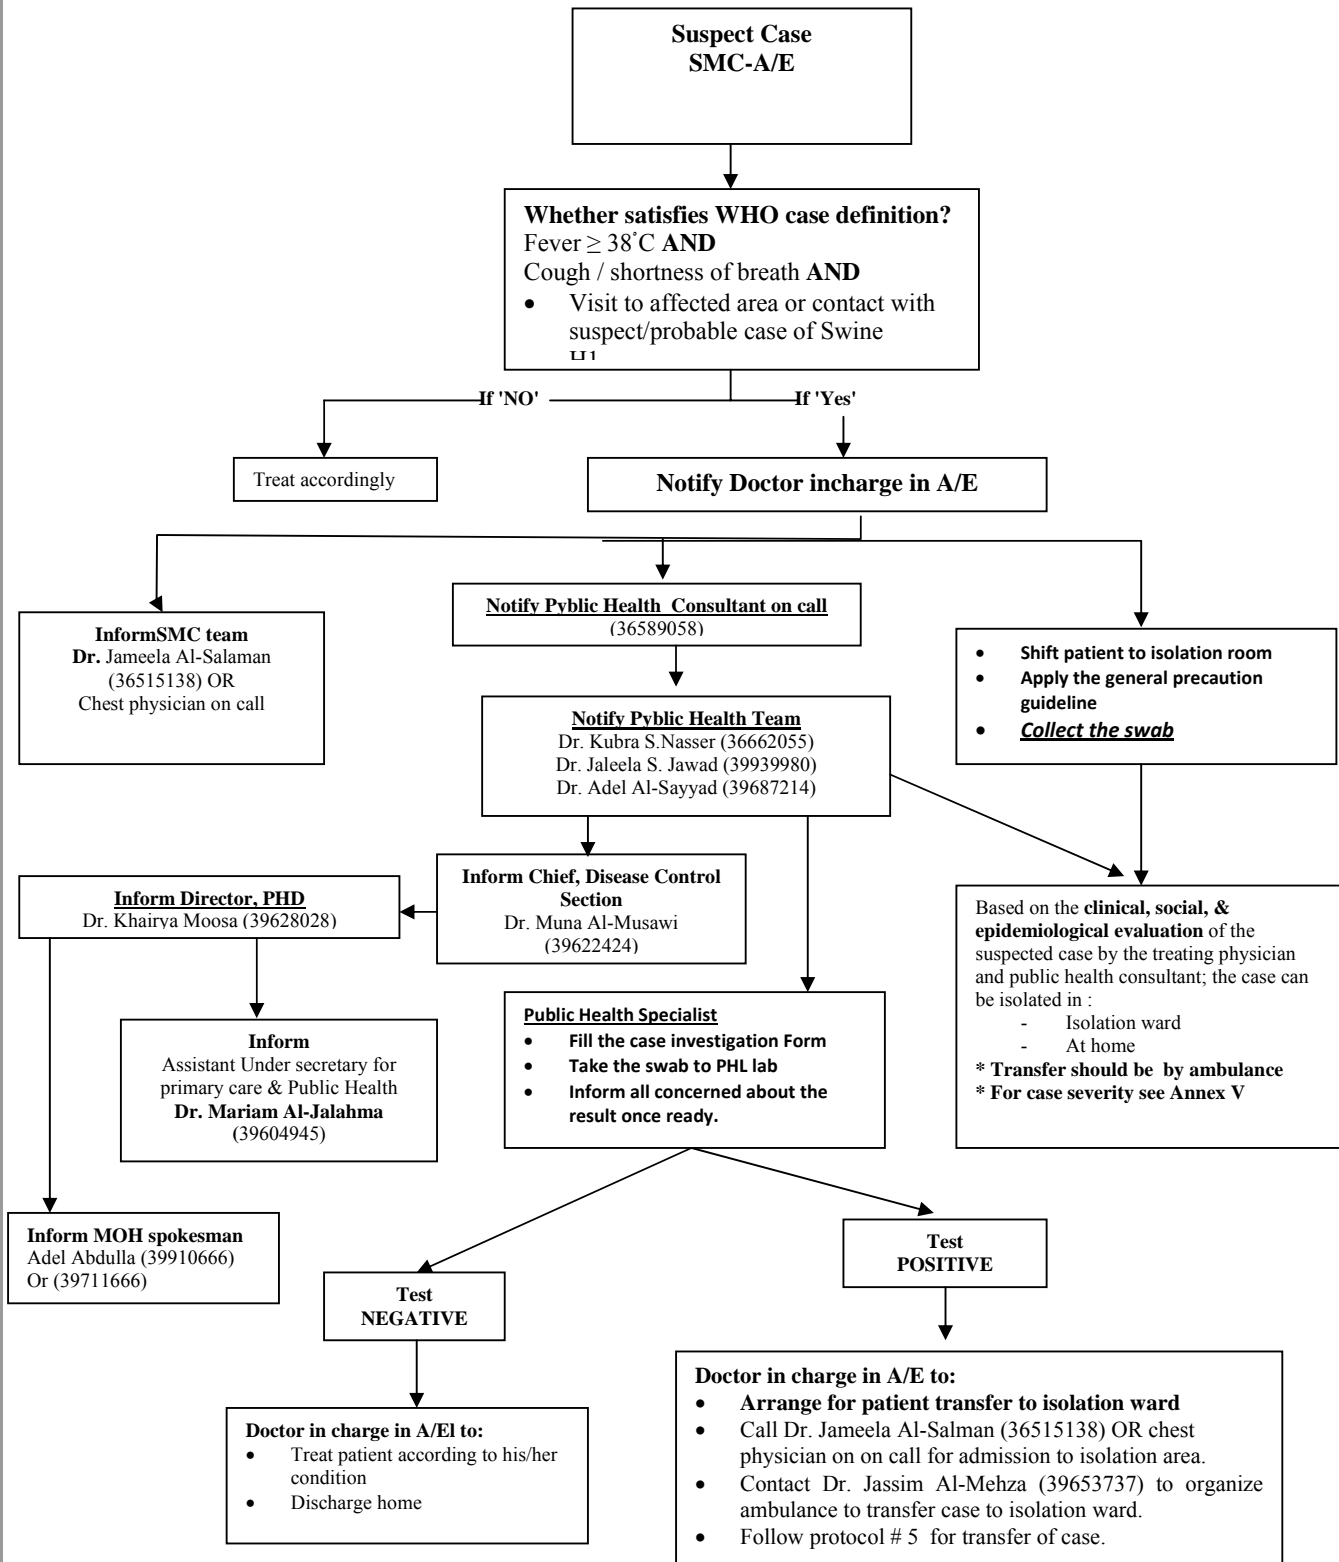 Suspect Case
SMC-A/E
Whether satisfies WHO case definition?
Fever ≥ 38°C AND
Cough / shortness of breath AND
• Visit to affected area or contact with
suspect/probable case of Swine
H1
If 'NO'
If 'Yes'
Treat accordingly
Notify Doctor incharge in A/E
InformSMC team
Dr. Jameela Al-Salaman
(36515138) OR
Chest physician on call
Notify Pyblic Health Consultant on call
(36589058)
• Shift patient to isolation room
• Apply the general precaution
guideline
• Collect the swab
Notify Pyblic Health Team
Dr. Kubra S.Nasser (36662055)
Dr. Jaleela S. Jawad (39939980)
Dr. Adel Al-Sayyad (39687214)
Inform Chief, Disease Control
Section
Dr. Muna Al-Musawi
(39622424)
Inform Director, PHD
Dr. Khairya Moosa (39628028)
Based on the clinical, social, &
epidemiological evaluation of the
suspected case by the treating physician
and public health consultant; the case can
be isolated in :
- Isolation ward
- At home
* Transfer should be by ambulance
* For case severity see Annex V
Inform
Assistant Under secretary for
primary care & Public Health
Dr. Mariam Al-Jalahma
(39604945)
Public Health Specialist
• Fill the case investigation Form
• Take the swab to PHL lab
• Inform all concerned about the
result once ready.
Inform MOH spokesman
Adel Abdulla (39910666)
Or (39711666)
Test
NEGATIVE
Test
POSITIVE
Doctor in charge in A/El to:
• Treat patient according to his/her
condition
• Discharge home
Doctor in charge in A/E to:
• Arrange for patient transfer to isolation ward
• Call Dr. Jameela Al-Salman (36515138) OR chest
physician on on call for admission to isolation area.
• Contact Dr. Jassim Al-Mehza (39653737) to organize
ambulance to transfer case to isolation ward.
• Follow protocol # 5 for transfer of case.